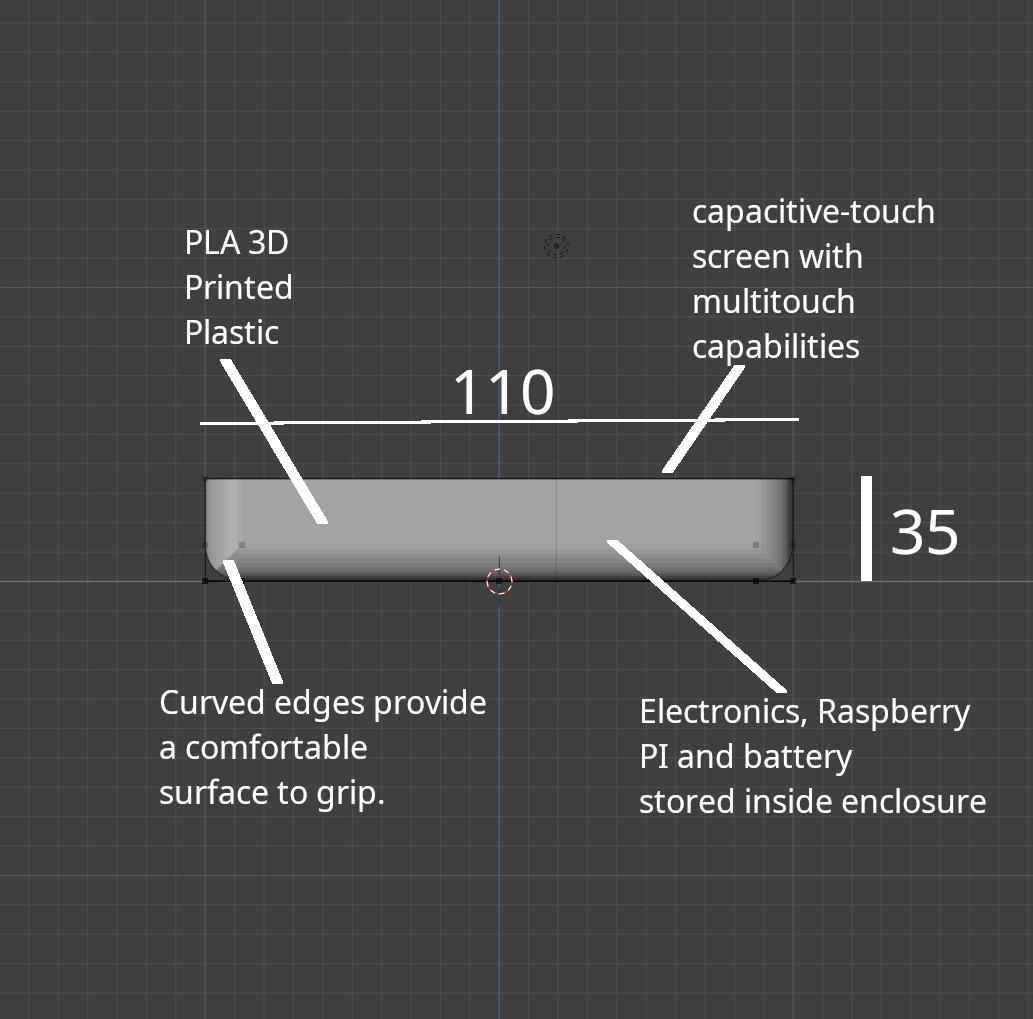 PLA 3D
Printed
Plastic
capacitive-touch
screen with
multitouch
capabilities
110
35
Curved edges provide
a comfortable
surface to grip.
Electronics, Raspberry
PI and battery
stored inside enclosure